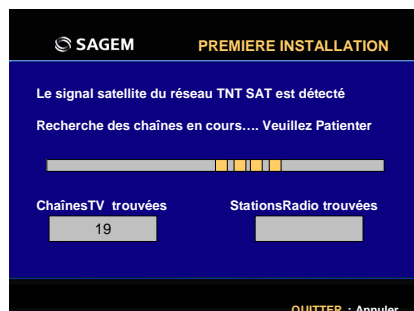 SAGEM PREMIERE INSTALLATION
Le signal satellite du réseau TNT SAT est détecté
Recherche des chaînes en cours.... Veuillez Patienter
ChaînesTV trouvées StationsRadio trouvées
19
QUITTER : Annuler